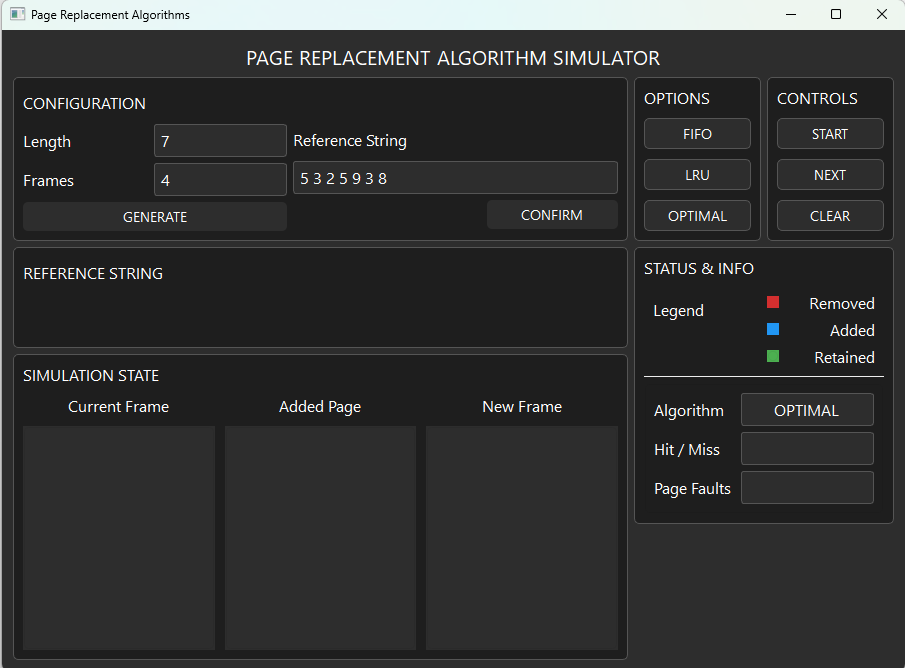 Page Replacement Algorithms
PAGE REPLACEMENT ALGORITHM SIMULATOR
CONFIGURATION
Length
7
Reference String
Frames
4
5 3 2 5 9 3 8
GENERATE
CONFIRM
OPTIONS
FIFO
LRU
OPTIMAL
CONTROLS
START
NEXT
CLEAR
REFERENCE STRING
SIMULATION STATE
Current Frame
Added Page
New Frame
STATUS & INFO
Legend
Removed
Added
Retained
Algorithm
OPTIMAL
Hit / Miss
Page Faults